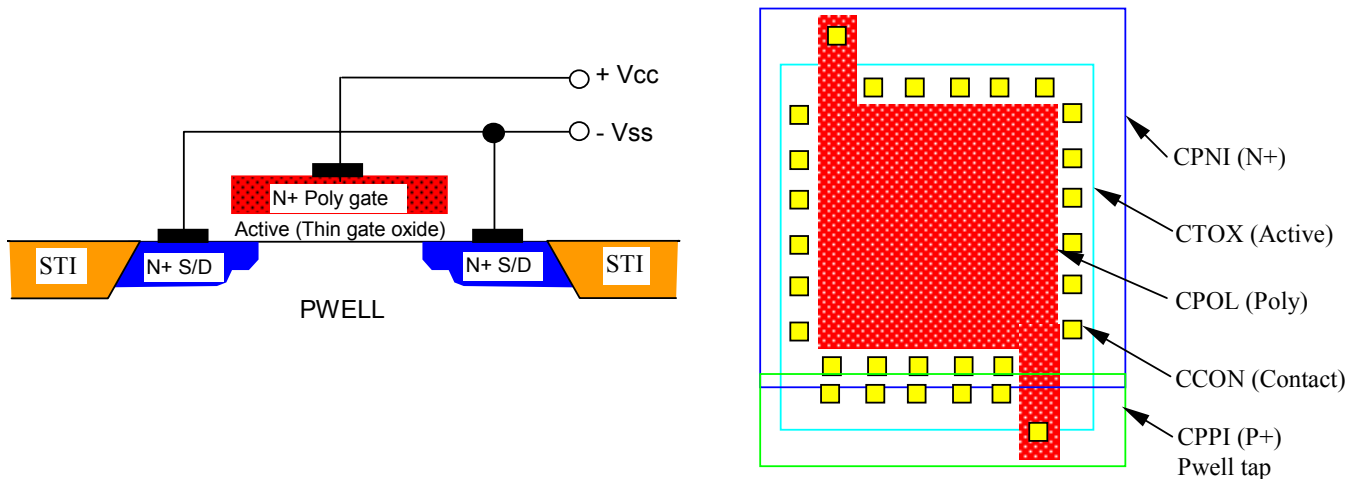 + Vcc
- Vss
N+ Poly gate
Active (Thin gate oxide)
STI
N+ S/D
N+ S/D
STI
PWELL
CPNI (N+)
CTOX (Active)
CPOL (Poly)
CCON (Contact)
CPPI (P+)
Pwell tap